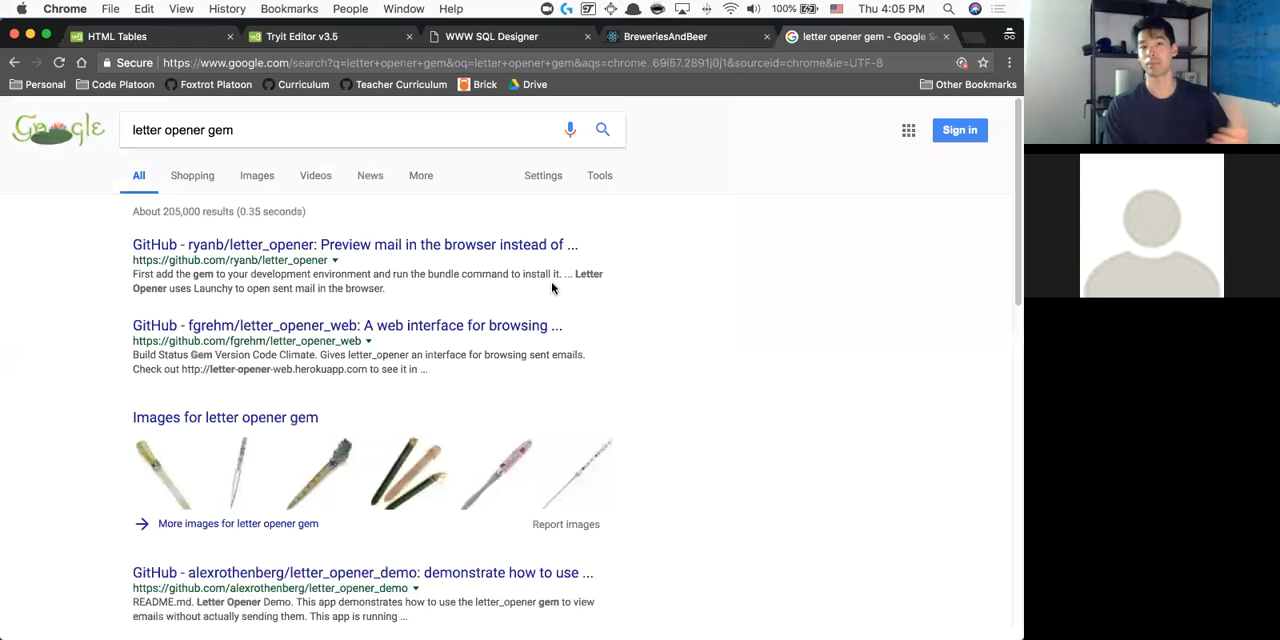 Chrome File Edit View History Bookmarks People Window Help 100% Thu 4:05 PM
HTML Tables × Tryit Editor v3.5 × WWW SQL Designer × BreweriesAndBeer × letter opener gem - Google S ×
Secure https://www.google.com/search?q=letter+opener+gem&oq=letter+opener+gem&aqs=chrome..69i57.2891j0j1&sourceid=chrome&ie=UTF-8
Personal Code Platoon Foxtrot Platoon Curriculum Teacher Curriculum Brick Drive Other Bookmarks
Google letter opener gem Sign in
All Shopping Images Videos News More Settings Tools
About 205,000 results (0.35 seconds)
GitHub - ryanb/letter_opener: Preview mail in the browser instead of ...
https://github.com/ryanb/letter_opener
First add the gem to your development environment and run the bundle command to install it. ... Letter
Opener uses Launchy to open sent mail in the browser.
GitHub - fgrehm/letter_opener_web: A web interface for browsing ...
https://github.com/fgrehm/letter_opener_web
Build Status Gem Version Code Climate. Gives letter_opener an interface for browsing sent emails.
Check out http://letter-opener-web.herokuapp.com to see it in ...
Images for letter opener gem
More images for letter opener gem Report images
GitHub - alexrothenberg/letter_opener_demo: demonstrate how to use ...
https://github.com/alexrothenberg/letter_opener_demo
README.md. Letter Opener Demo. This app demonstrates how to use the letter_opener gem to view
emails without actually sending them. This app is running ...